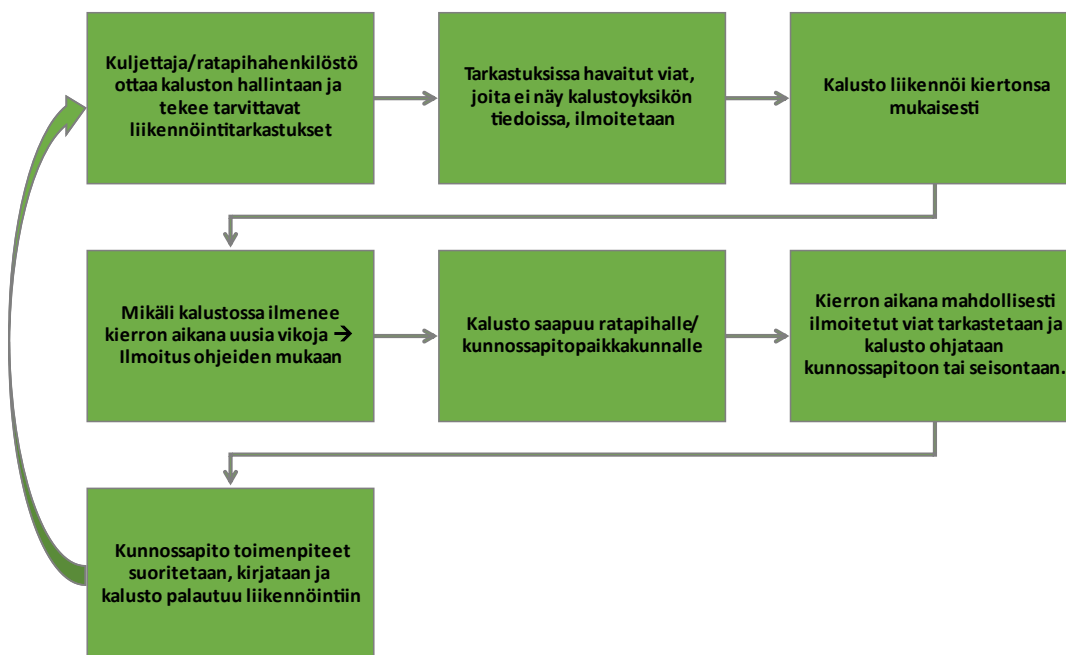 Kuljettaja/ratapihahenkilöstö
ottaa kaluston hallintaan ja
tekee tarvittavat
liikennöintitarkastukset
Tarkastuksissa havaitut viat,
joita ei näy kalustoyksikön
tiedoissa, ilmoitetaan
Kalusto liikennöi kiertonsa
mukaisesti
Mikäli kalustossa ilmenee
kierron aikana uusia vikoja →
Ilmoitus ohjeiden mukaan
Kalusto saapuu ratapihalle/
kunnossapitopaikkakunnalle
Kierron aikana mahdollisesti
ilmoitetut viat tarkastetaan ja
kalusto ohjataan
kunnossapitoon tai seisontaan.
Kunnossapito toimenpiteet
suoritetaan, kirjataan ja
kalusto palautuu liikennöintiin